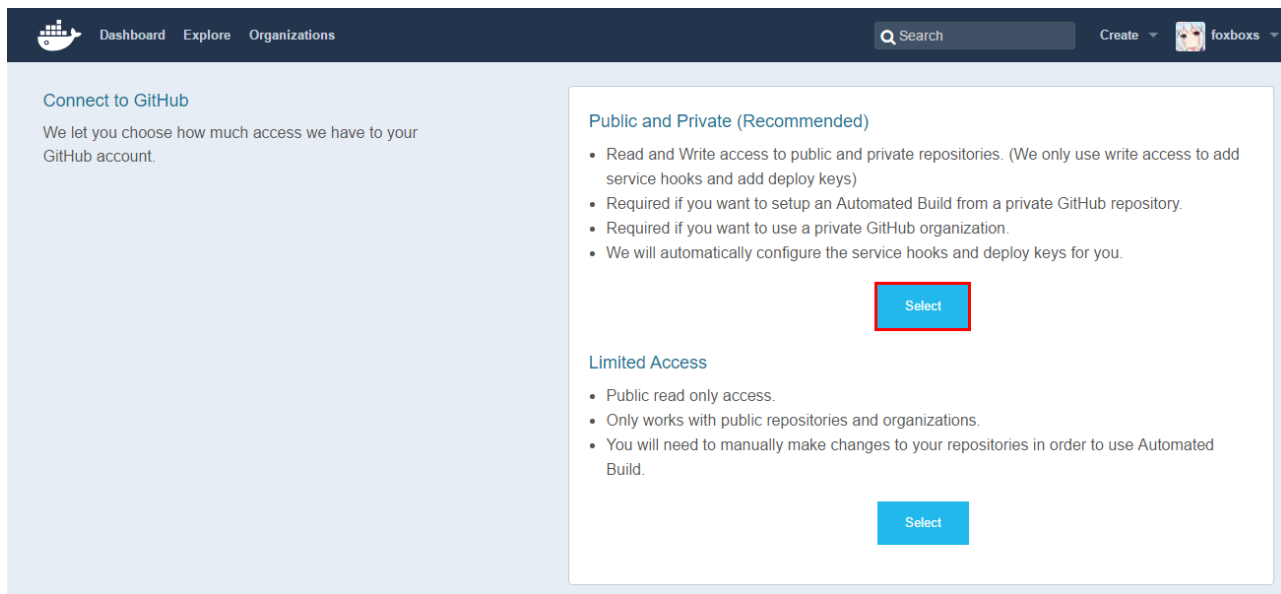 Dashboard Explore Organizations Search Create foxboxs
Connect to GitHub
We let you choose how much access we have to your
GitHub account.
Public and Private (Recommended)
Read and Write access to public and private repositories. (We only use write access to add
service hooks and add deploy keys)
Required if you want to setup an Automated Build from a private GitHub repository.
Required if you want to use a private GitHub organization.
We will automatically configure the service hooks and deploy keys for you.
Select
Limited Access
Public read only access.
Only works with public repositories and organizations.
You will need to manually make changes to your repositories in order to use Automated
Build.
Select